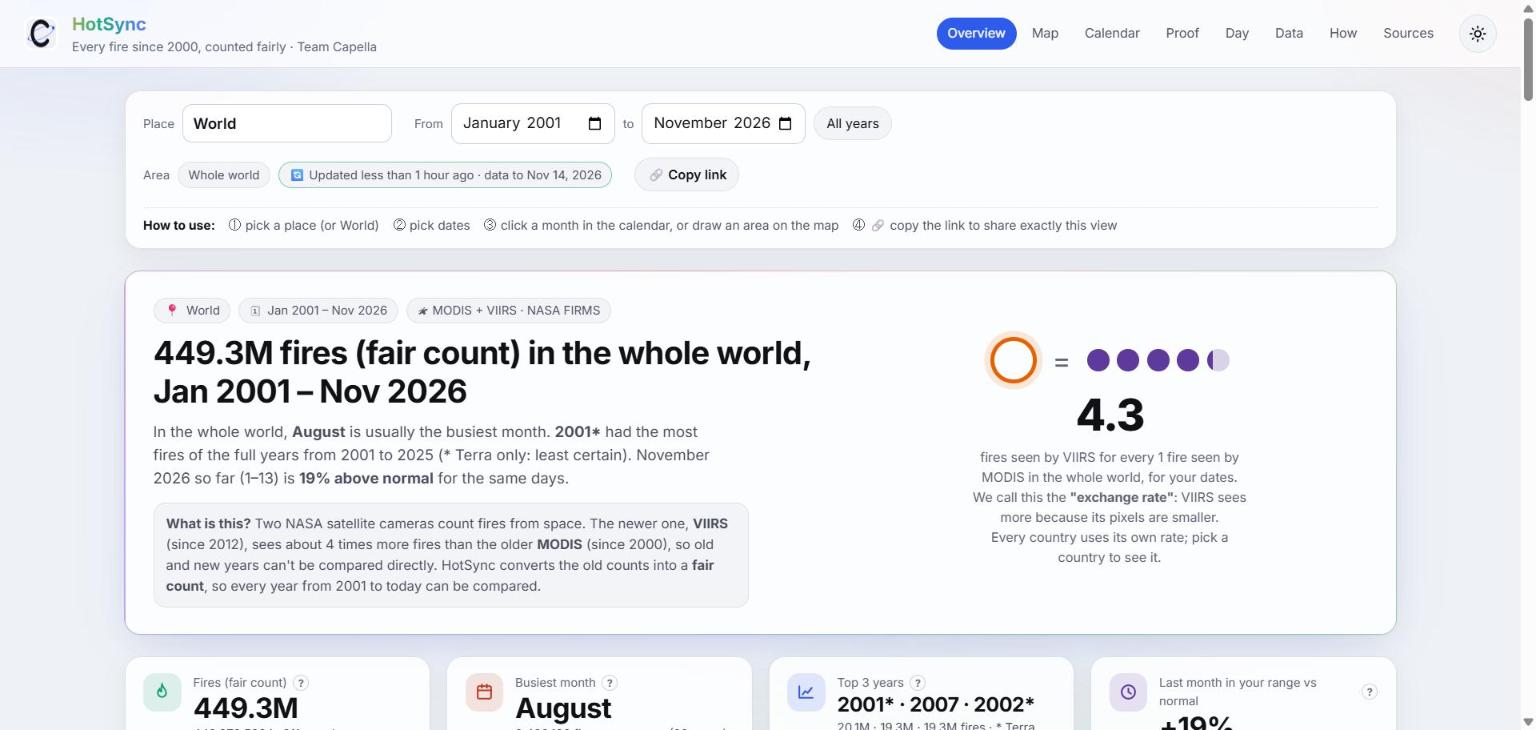 HotSync
Every fire since 2000, counted fairly · Team Capella
Overview Map Calendar Proof Day Data How Sources
Place World From January 2001 to November 2026 All years
Area Whole world Updated less than 1 hour ago · data to Nov 14, 2026 Copy link
How to use: ① pick a place (or World) ② pick dates ③ click a month in the calendar, or draw an area on the map ④ copy the link to share exactly this view
World Jan 2001 – Nov 2026 MODIS + VIIRS · NASA FIRMS
449.3M fires (fair count) in the whole world,
Jan 2001 – Nov 2026
In the whole world, August is usually the busiest month. 2001* had the most
fires of the full years from 2001 to 2025 (* Terra only: least certain). November
2026 so far (1–13) is 19% above normal for the same days.
What is this? Two NASA satellite cameras count fires from space. The newer one, VIIRS
(since 2012), sees about 4 times more fires than the older MODIS (since 2000), so old
and new years can't be compared directly. HotSync converts the old counts into a fair
count, so every year from 2001 to today can be compared.
=
4.3
fires seen by VIIRS for every 1 fire seen by
MODIS in the whole world, for your dates.
We call this the "exchange rate": VIIRS sees
more because its pixels are smaller.
Every country uses its own rate; pick a
country to see it.
Fires (fair count) ?
449.3M
Busiest month ?
August
Top 3 years ?
2001* · 2007 · 2002*
20.1M · 19.3M · 19.3M fires · * Terra
Last month in your range vs
normal ?
+19%